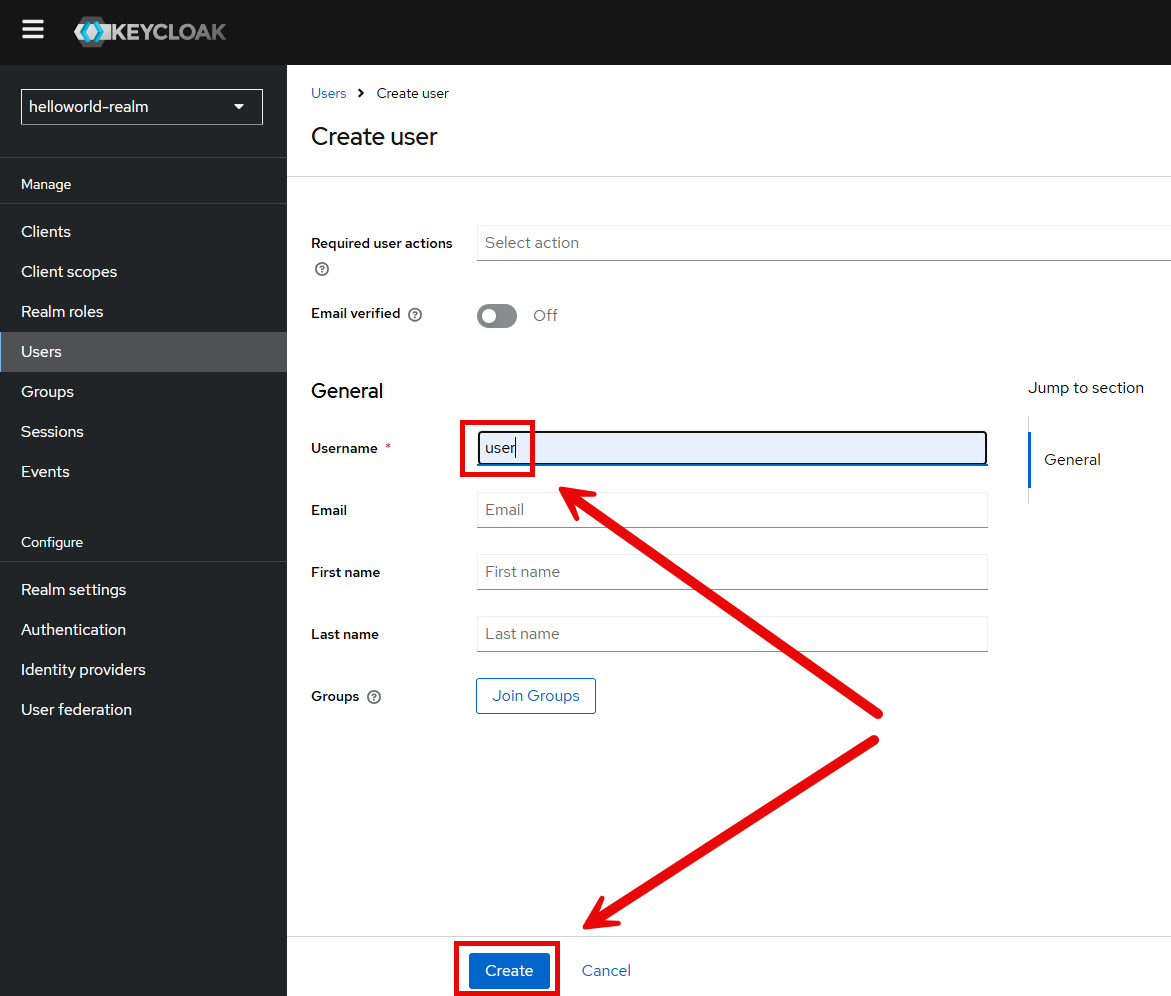 KEYCLOAK
helloworld-realm
Manage
Clients
Client scopes
Realm roles
Users
Groups
Sessions
Events
Configure
Realm settings
Authentication
Identity providers
User federation
Users > Create user
Create user
Required user actions
Select action
Email verified
Off
General
Username *
user
Email
Email
First name
First name
Last name
Last name
Groups
Join Groups
Jump to section
General
Create
Cancel